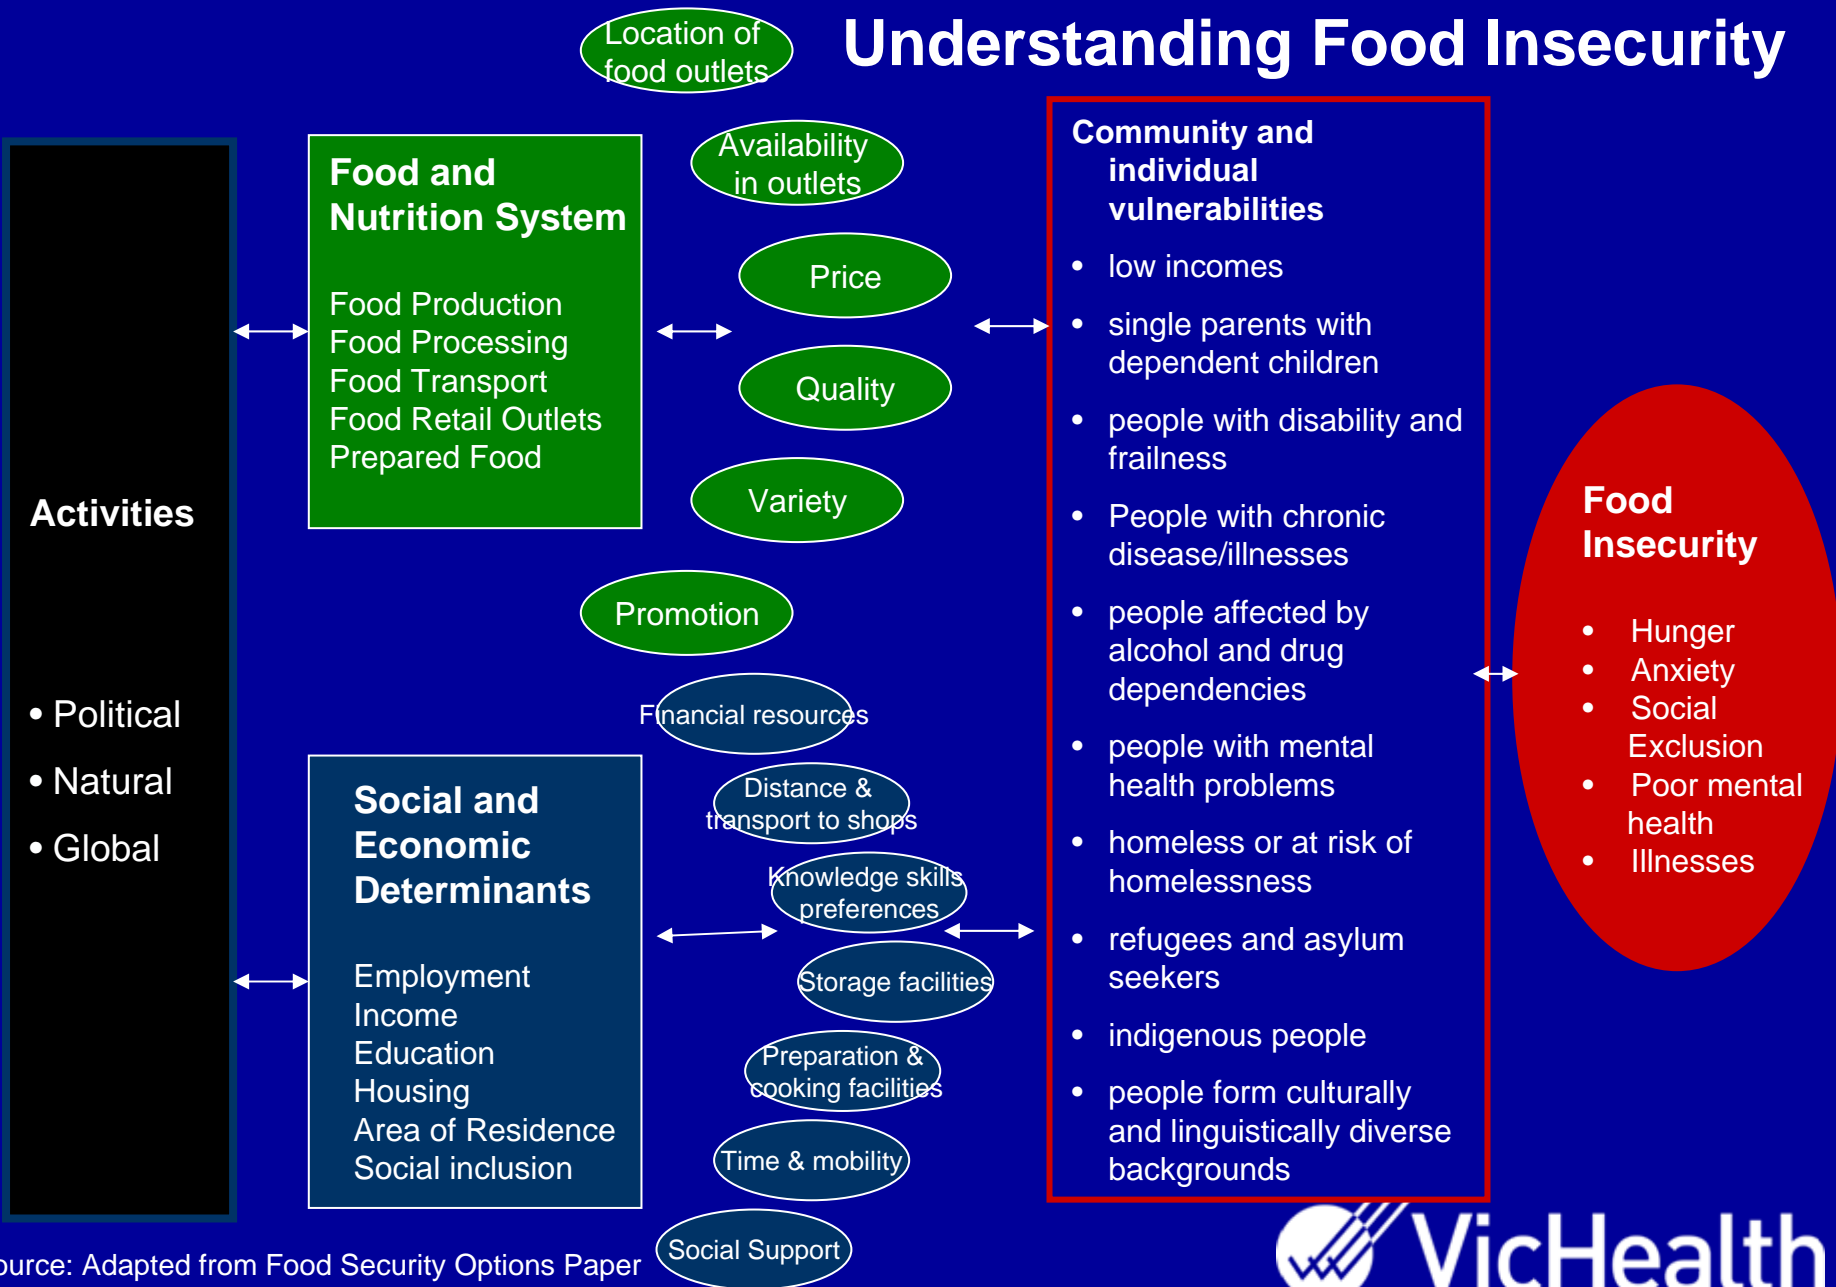 Understanding Food Insecurity
Activities
• Political
• Natural
• Global
Food and
Nutrition System
Food Production
Food Processing
Food Transport
Food Retail Outlets
Prepared Food
Social and
Economic
Determinants
Employment
Income
Education
Housing
Area of Residence
Social inclusion
Location of
food outlets
Availability
in outlets
Price
Quality
Variety
Promotion
Financial resources
Distance &
transport to shops
Knowledge skills
preferences
Storage facilities
Preparation &
cooking facilities
Time & mobility
Social Support
Community and
individual
vulnerabilities
• low incomes
• single parents with
dependent children
• people with disability and
frailness
• People with chronic
disease/illnesses
• people affected by
alcohol and drug
dependencies
• people with mental
health problems
• homeless or at risk of
homelessness
• refugees and asylum
seekers
• indigenous people
• people form culturally
and linguistically diverse
backgrounds
Food
Insecurity
• Hunger
• Anxiety
• Social
Exclusion
• Poor mental
health
• Illnesses
ource: Adapted from Food Security Options Paper
VicHealth